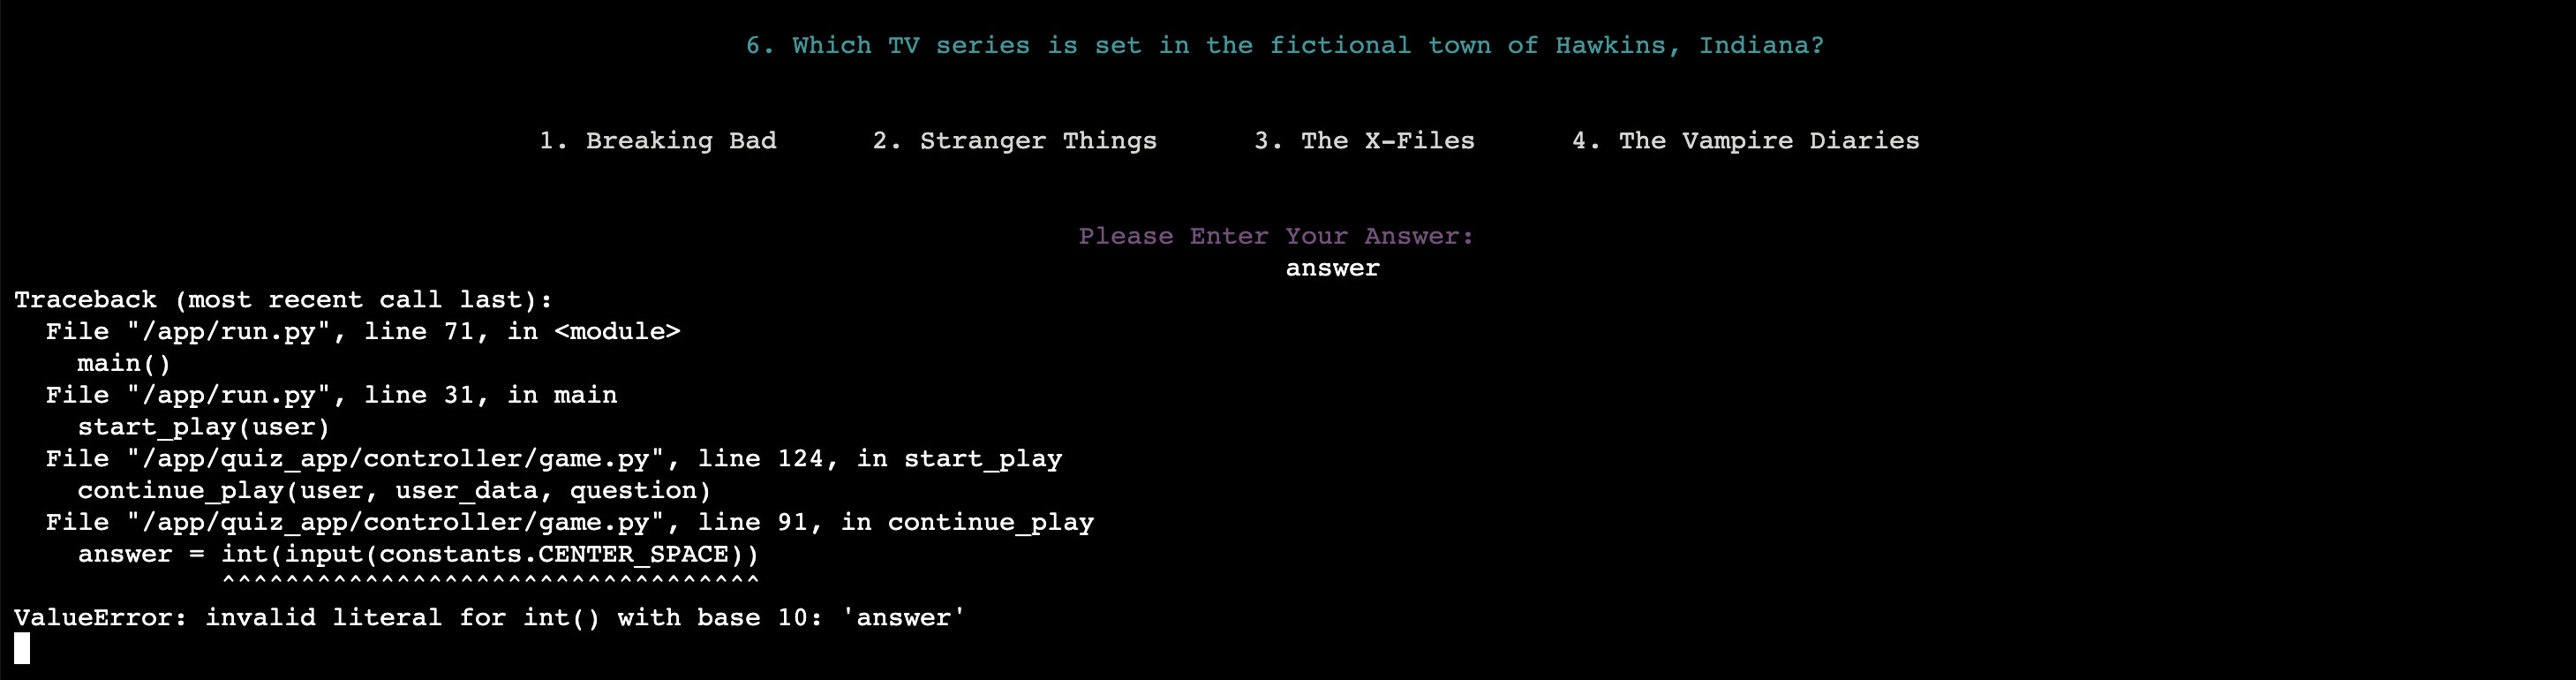 6. Which TV series is set in the fictional town of Hawkins, Indiana?
1. Breaking Bad 2. Stranger Things 3. The X-Files 4. The Vampire Diaries
Please Enter Your Answer:
answer
Traceback (most recent call last):
File "/app/run.py", line 71, in <module>
main()
File "/app/run.py", line 31, in main
start_play(user)
File "/app/quiz_app/controller/game.py", line 124, in start_play
continue_play(user, user_data, question)
File "/app/quiz_app/controller/game.py", line 91, in continue_play
answer = int(input(constants.CENTER_SPACE))
^^^^^^^^^^^^^^^^^^^^^^^^^^^^^^^^^^
ValueError: invalid literal for int() with base 10: 'answer'